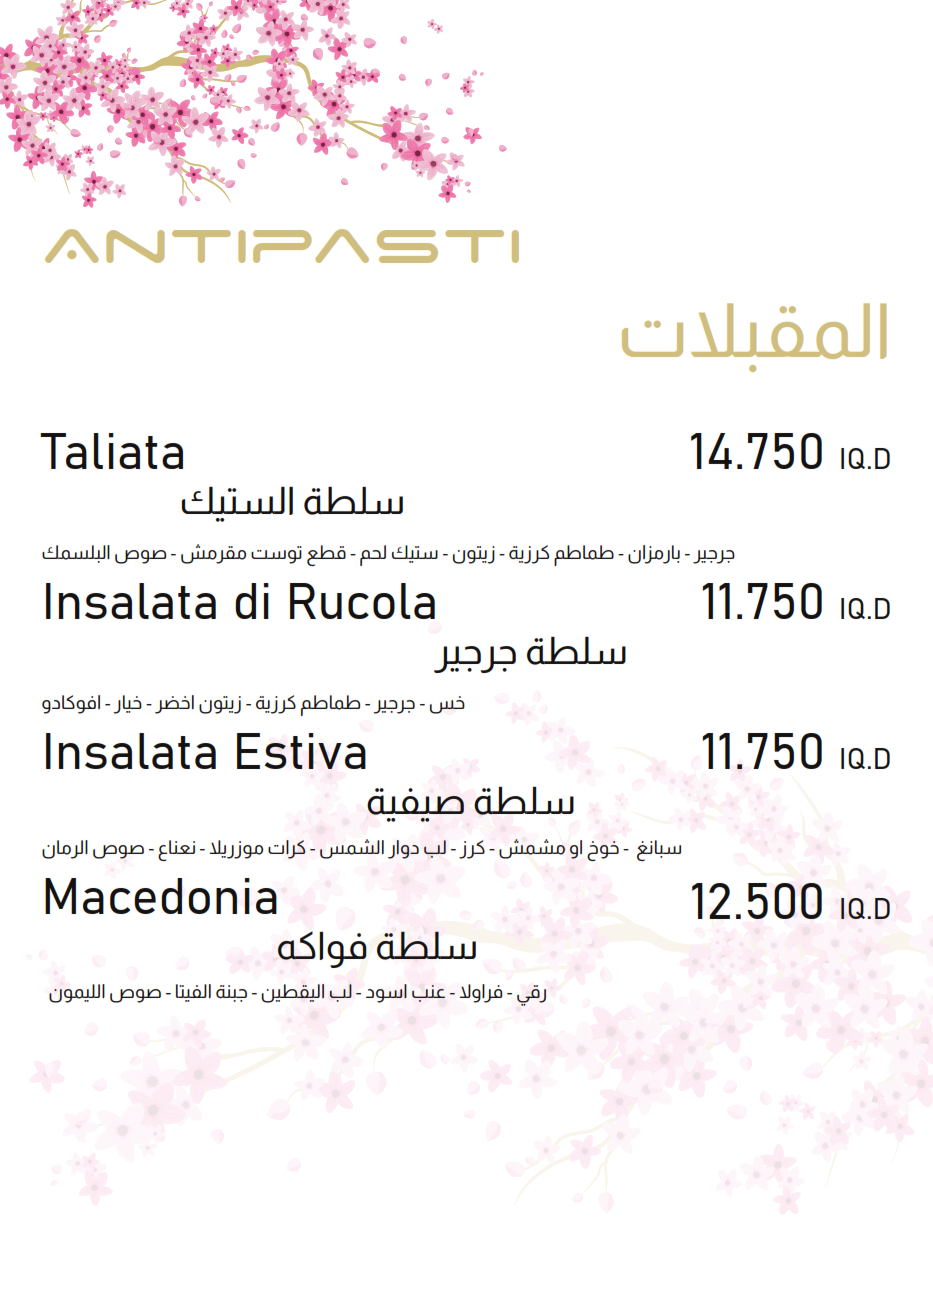 ANTIPASTI
المقبلات
Taliata 14.750 IQ.D
سلطة الستيك
جرجير - بارمزان - طماطم كرزية - زيتون - ستيك لحم - قطع توست مقرمش - صوص البلسمك
Insalata di Rucola 11.750 IQ.D
سلطة جرجير
خس - جرجير - طماطم كرزية - زيتون اخضر - خيار - افوكادو
Insalata Estiva 11.750 IQ.D
سلطة صيفية
سبانغ - خوخ او مشمش - كرز - لب دوار الشمس - كرات موزريلا - نعناع - صوص الرمان
Macedonia 12.500 IQ.D
سلطة فواكه
رقي - فراولا - عنب اسود - لب اليقطين - جبنة الفيتا - صوص الليمون